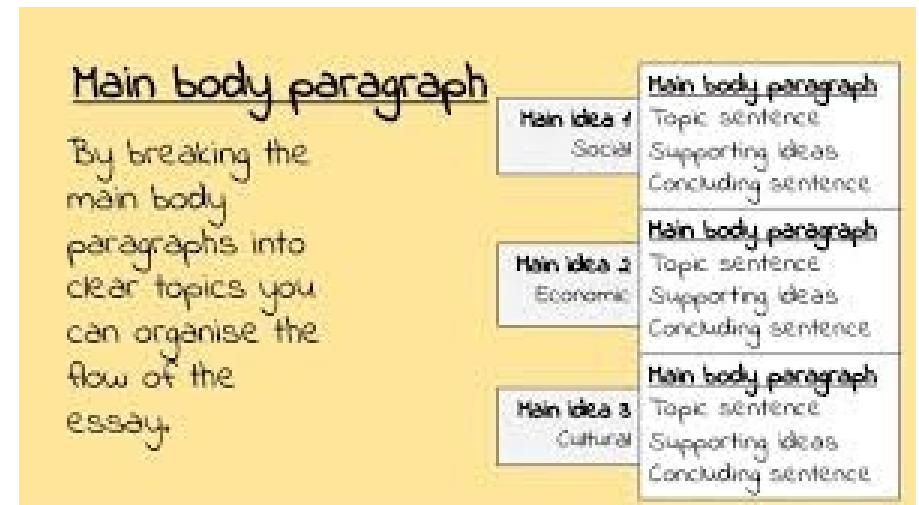 Main body paragraph
By breaking the
main body
paragraphs into
clear topics you
can organise the
flow of the
essay.
Main idea 1
Social
Main body paragraph
Topic sentence
Supporting ideas
Concluding sentence
Main idea 2
Economic
Main body paragraph
Topic sentence
Supporting ideas
Concluding sentence
Main idea 3
Cultural
Main body paragraph
Topic sentence
Supporting ideas
Concluding sentence